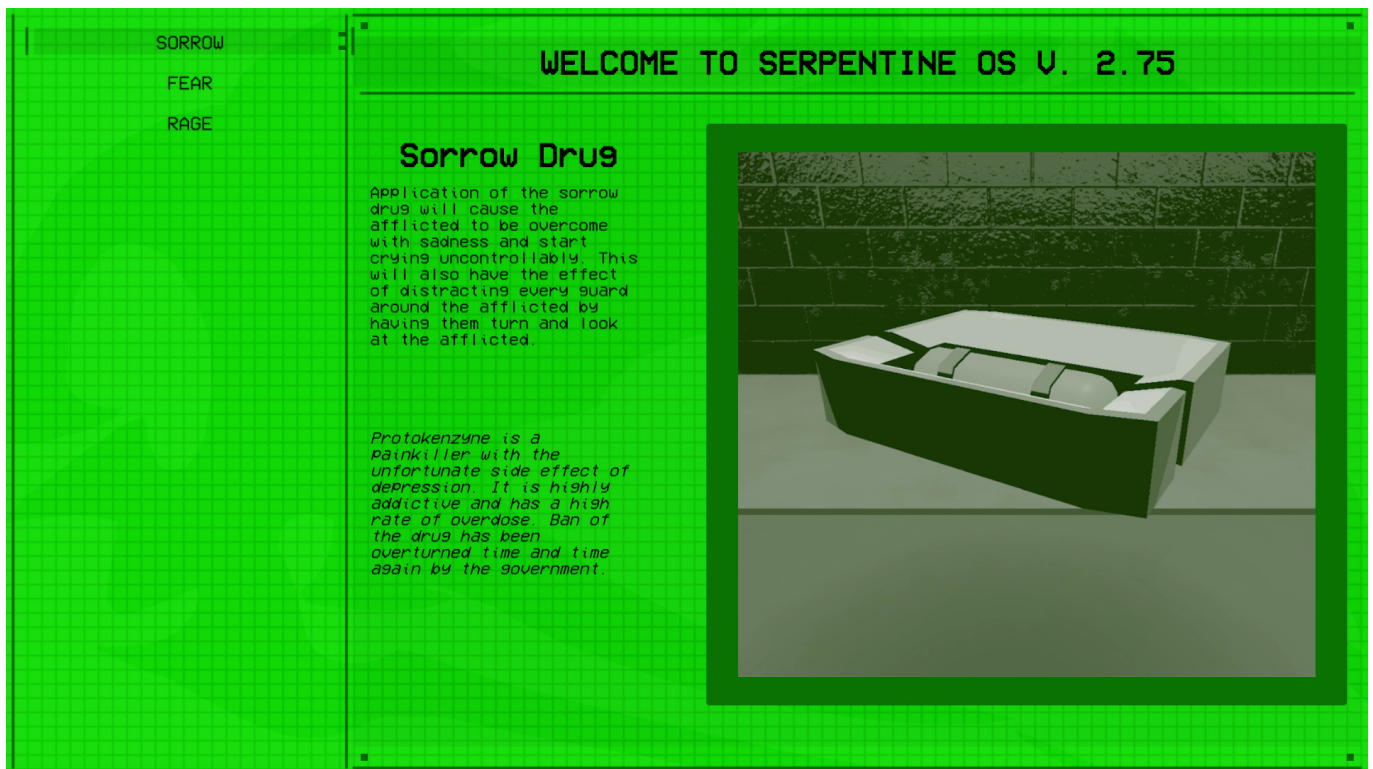 SORROW
FEAR
RAGE
WELCOME TO SERPENTINE OS V. 2.75
Sorrow Drug
Application of the sorrow
drug will cause the
afflicted to be overcome
with sadness and start
crying uncontrollably. This
will also have the effect
of distracting every guard
around the afflicted by
having them turn and look
at the afflicted.
Protokenzyne is a
painkiller with the
unfortunate side effect of
depression. It is highly
addictive and has a high
rate of overdose. Ban of
the drug has been
overturned time and time
again by the government.